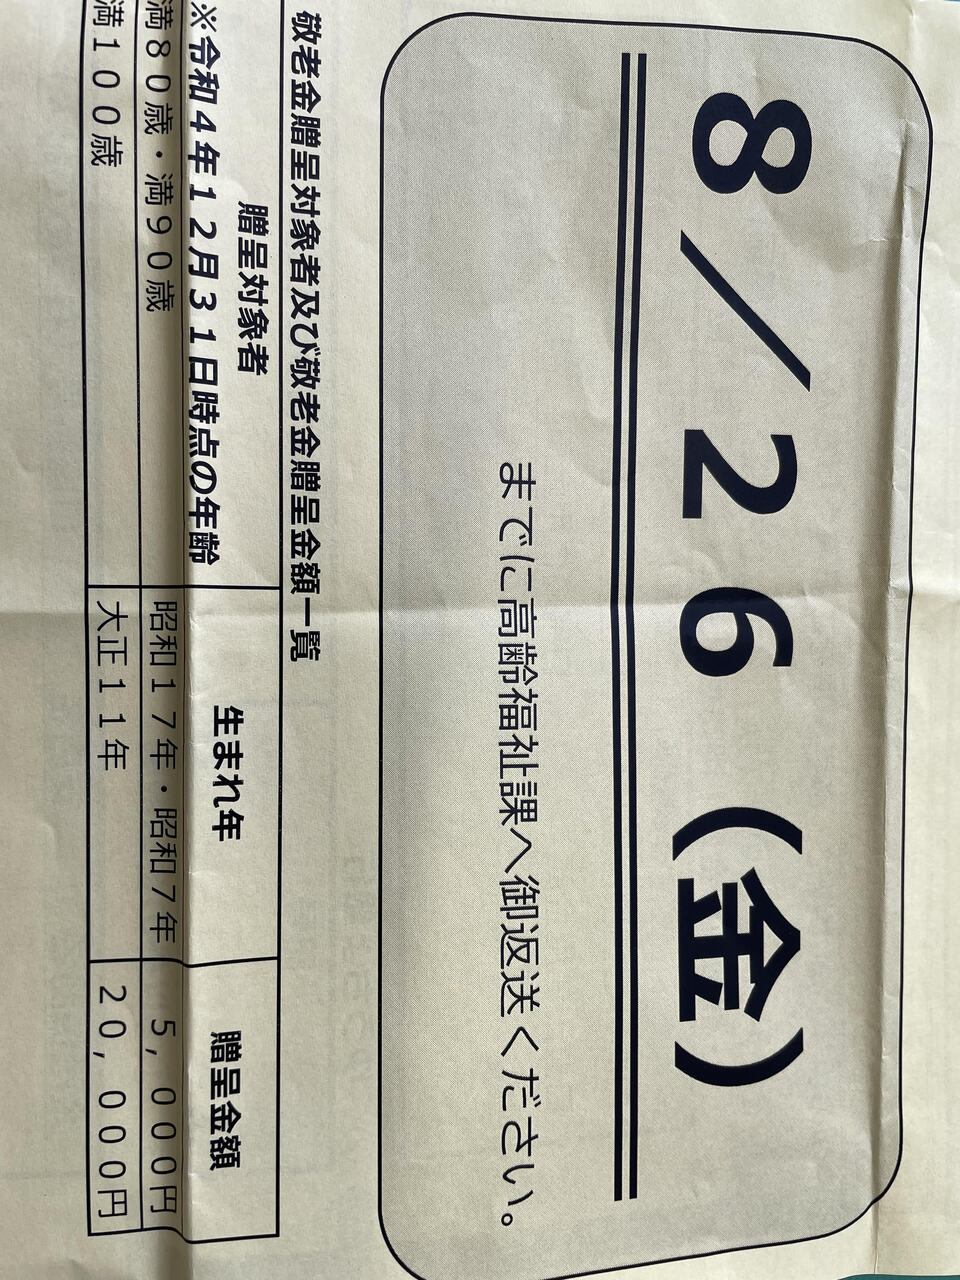 8/26(金)
までに高齢福祉課へ御返送ください。
敬老金贈呈対象者及び敬老金贈呈金額一覧
贈呈対象者
※令和4年12月31日時点の年齢
生まれ年
贈呈金額
満80歳・満90歳
昭和17年・昭和7年
5,000円
満100歳
大正11年
20,000円